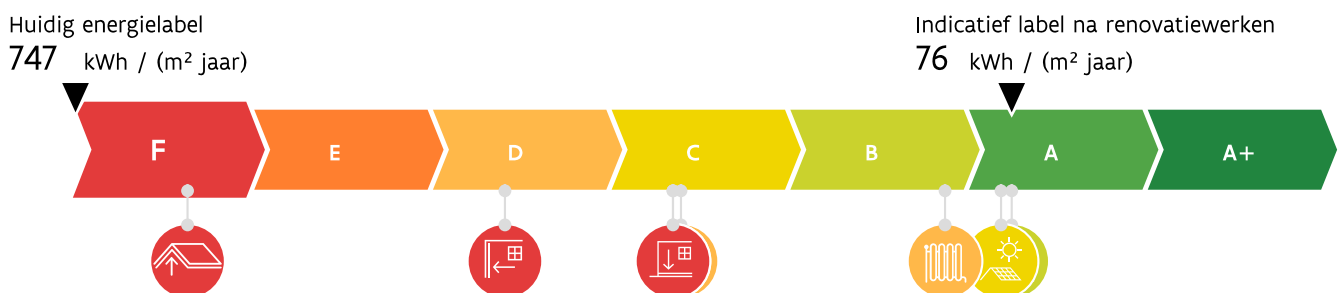 Huidig energielabel
747 kWh / (m² jaar)
Indicatief label na renovatiewerken
76 kWh / (m² jaar)
F E D C B A A+